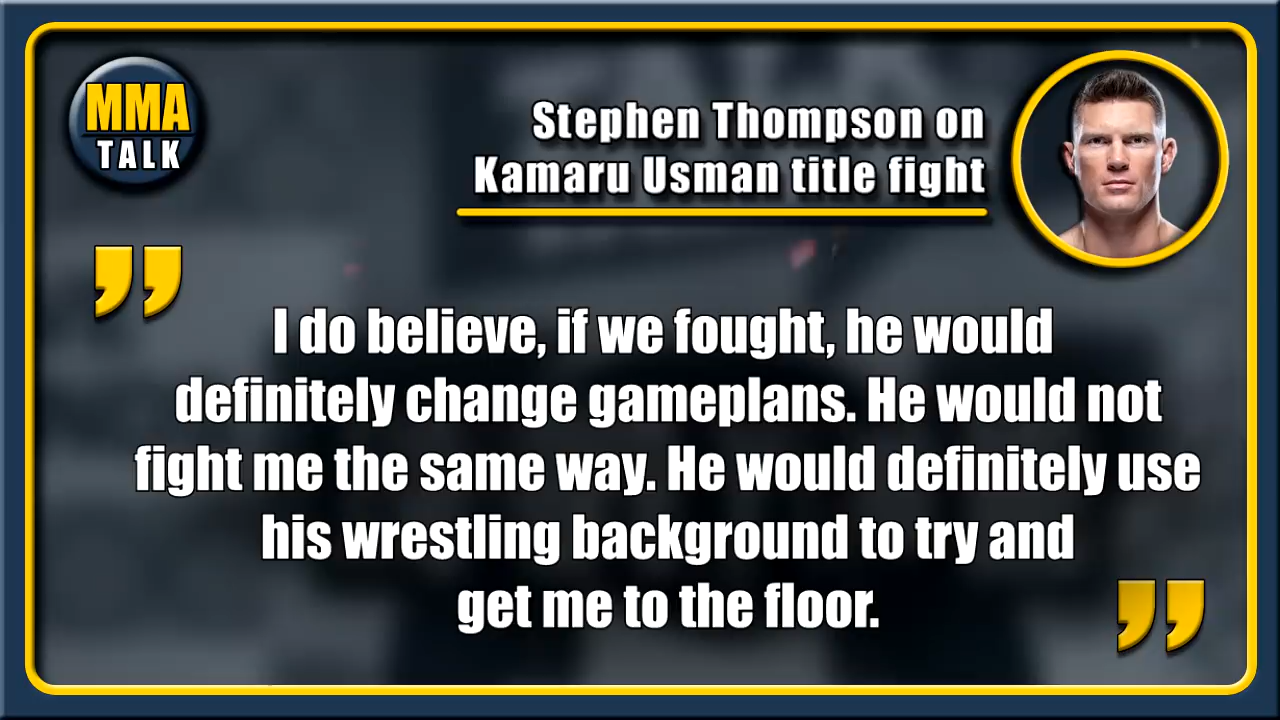 MMA
TALK
Stephen Thompson on
Kamaru Usman title fight
”
I do believe, if we fought, he would
definitely change gameplans. He would not
fight me the same way. He would definitely use
his wrestling background to try and
get me to the floor.
”